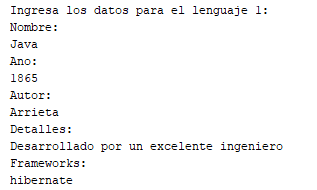 Ingresa los datos para el lenguaje 1:
Nombre:
Java
Ano:
1865
Autor:
Arrieta
Detalles:
Desarrollado por un excelente ingeniero
Frameworks:
hibernate